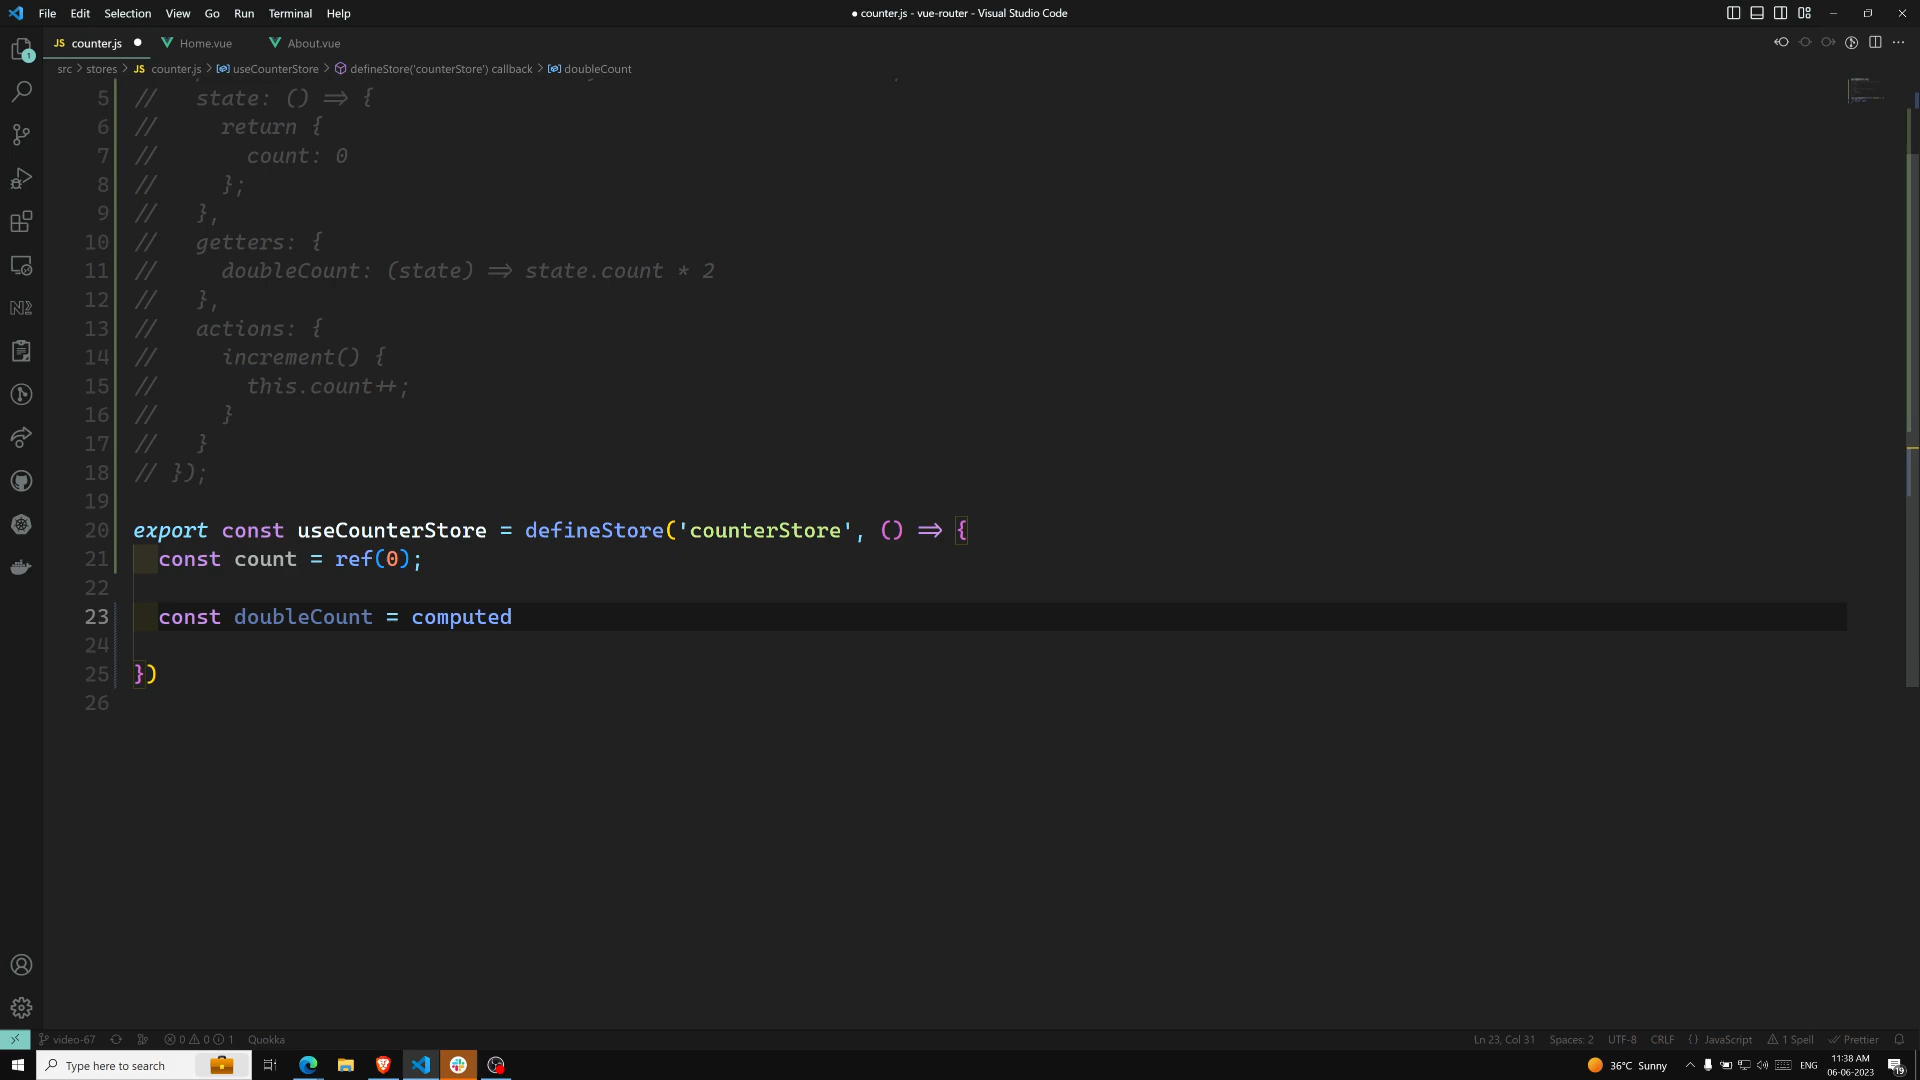 File Edit Selection View Go Run Terminal Help
● counter.js - vue-router - Visual Studio Code
JS counter.js ● Home.vue About.vue
src > stores > JS counter.js > useCounterStore > defineStore('counterStore') callback > doubleCount
5 //   state: () => {
6 //     return {
7 //       count: 0
8 //     };
9 //   },
10 //   getters: {
11 //     doubleCount: (state) => state.count * 2
12 //   },
13 //   actions: {
14 //     increment() {
15 //       this.count++;
16 //     }
17 //   }
18 // });
19
20 export const useCounterStore = defineStore('counterStore', () => {
21   const count = ref(0);
22
23   const doubleCount = computed
24
25 })
26
video-67 0 0 1 Quokka
Ln 23, Col 31 Spaces: 2 UTF-8 CRLF {} JavaScript 1 Spell Prettier
Type here to search
36°C Sunny ENG 11:38 AM
06-06-2023 19